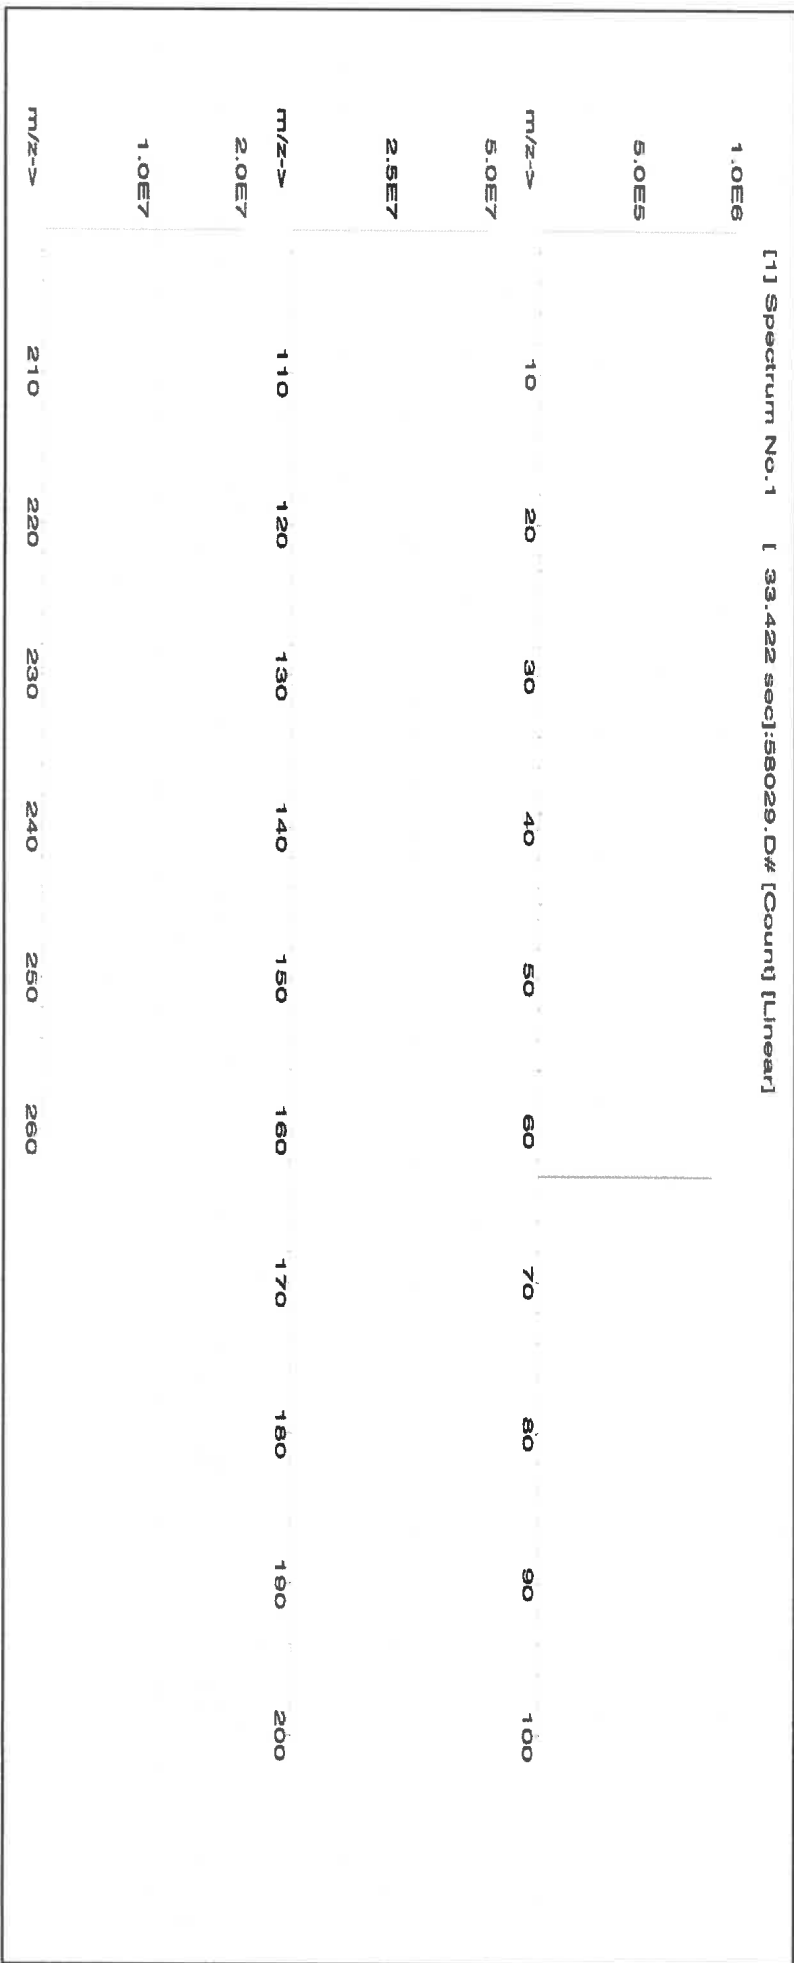 [1] Spectrum No.1 [ 33.422 sec]:58029.D# [Count] [Linear]
1.0E6
5.0E5
m/z-> 10 20 30 40 50 60 70 80 90 100
5.0E7
2.5E7
m/z-> 110 120 130 140 150 160 170 180 190 200
2.0E7
1.0E7
m/z-> 210 220 230 240 250 260